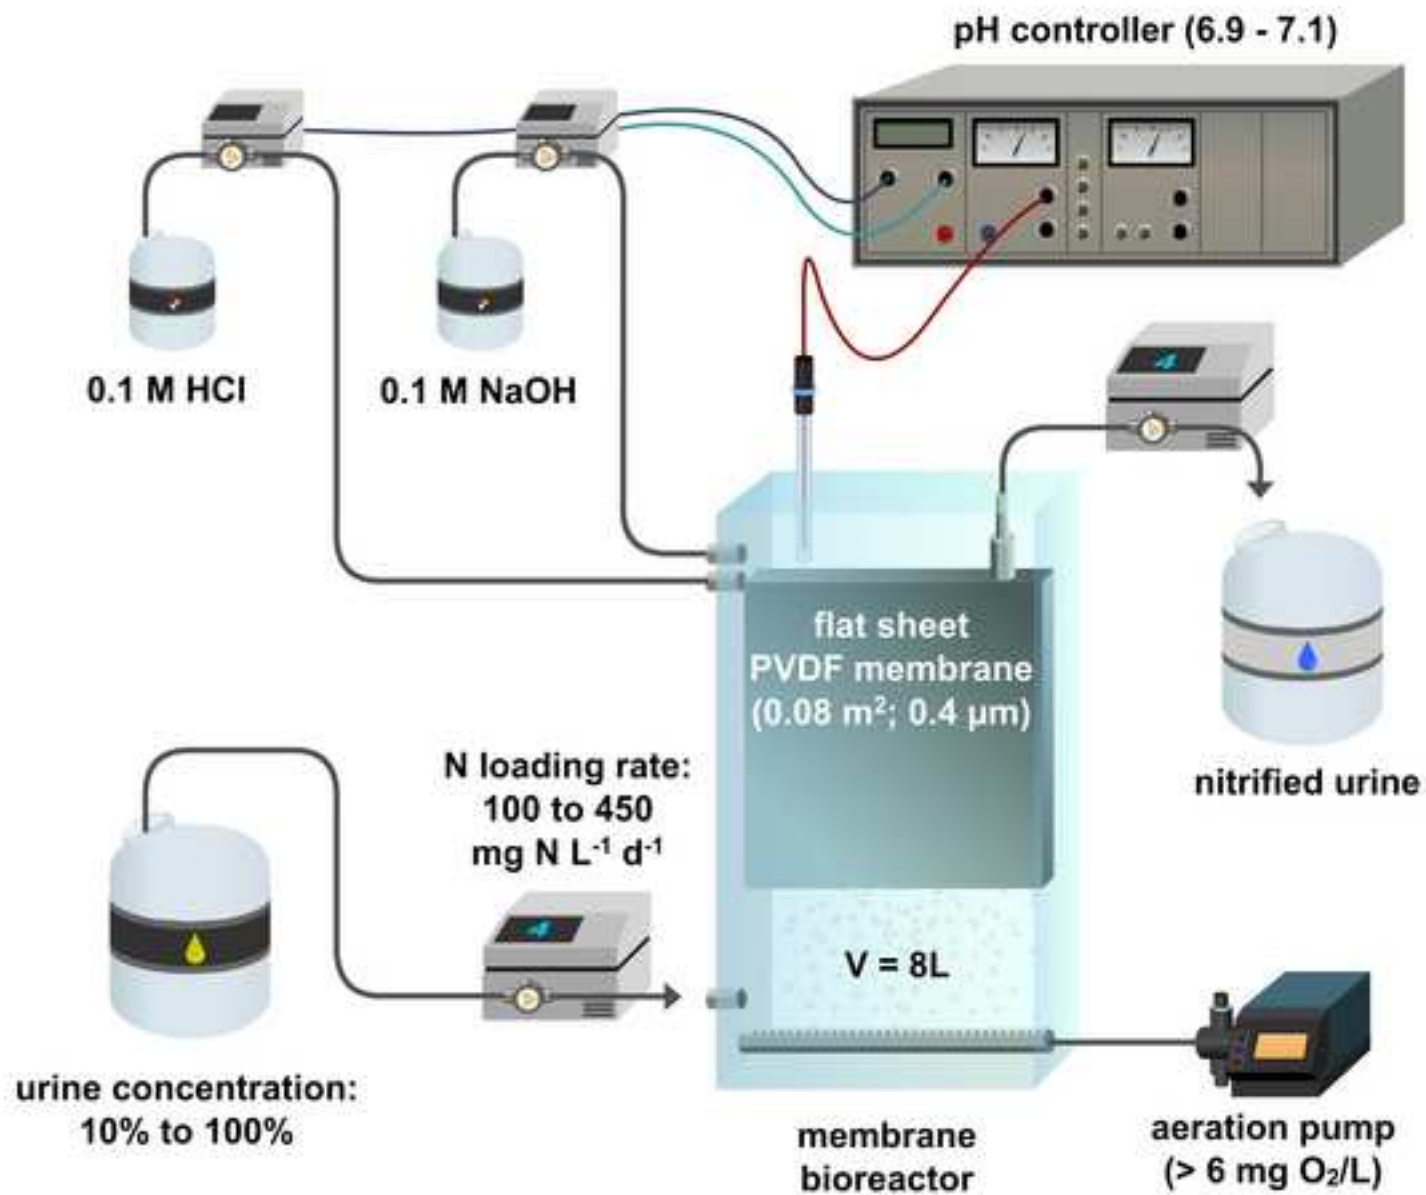 pH controller (6.9 - 7.1)
0.1 M HCl
0.1 M NaOH
4
flat sheet
PVDF membrane
(0.08 m²; 0.4 µm)
nitrified urine
N loading rate:
100 to 450
mg N L⁻¹ d⁻¹
4
V = 8L
urine concentration:
10% to 100%
membrane
bioreactor
aeration pump
(> 6 mg O₂/L)